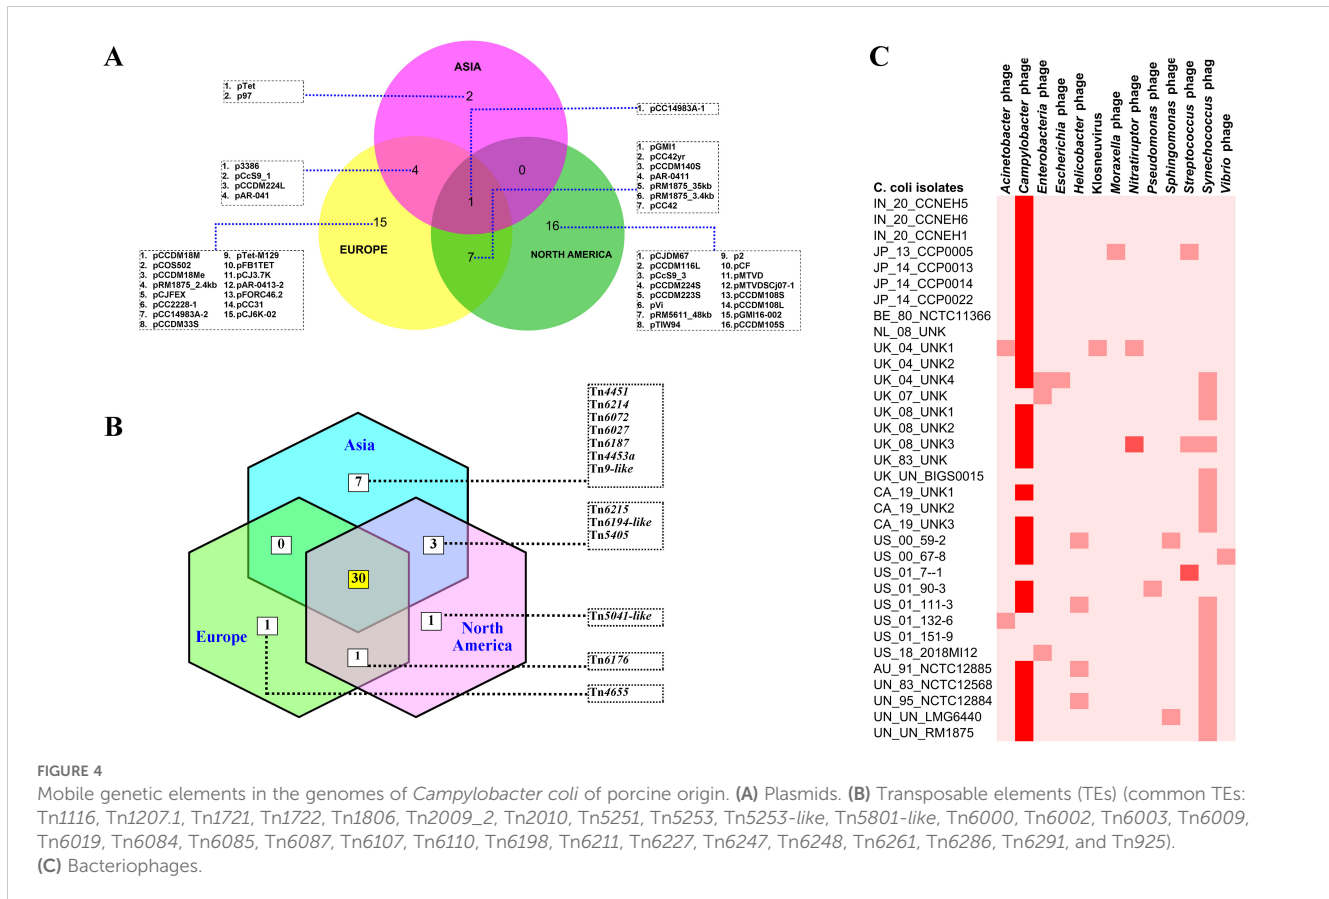 A
ASIA
2
1. pTet
2. p97
1. pCC14983A-1
1. p3386
2. pCcS9_1
3. pCCDM224L
4. pAR-041
4
0
1
1. pGMI1
2. pCC42yr
3. pCCDM140S
4. pAR-0411
5. pRM1875_35kb
6. pRM1875_3.4kb
7. pCC42
15
EUROPE
7
16
NORTH AMERICA
1. pCCDM18M 9. pTet-M129
2. pCOS502 10.pFB1TET
3. pCCDM18Me 11.pCJ3.7K
4. pRM1875_2.4kb 12.pAR-0413-2
5. pCJFEX 13.pFORC46.2
6. pCC2228-1 14.pCC31
7. pCC14983A-2 15.pCJ6K-02
8. pCCDM33S
1. pCJDM67 9. p2
2. pCCDM116L 10.pCF
3. pCcS9_3 11.pMTVD
4. pCCDM224S 12.pMTVDSCj07-1
5. pCCDM223S 13.pCCDM108S
6. pVi 14.pCCDM108L
7. pRM5611_48kb 15.pGMI16-002
8. pTIW94 16.pCCDM105S
B
Asia
7
0
3
30
1
Europe
1
North
America
1
Tn4451
Tn6214
Tn6072
Tn6027
Tn6187
Tn4453a
Tn9-like
Tn6215
Tn6194-like
Tn5405
Tn5041-like
Tn6176
Tn4655
C
C. coli isolates
Acinetobacter phage
Campylobacter phage
Enterobacteria phage
Escherichia phage
Helicobacter phage
Klosneuvirus
Moraxella phage
Nitratiruptor phage
Pseudomonas phage
Sphingomonas phage
Streptococcus phage
Synechococcus phag
Vibrio phage
IN_20_CCNEH5
IN_20_CCNEH6
IN_20_CCNEH1
JP_13_CCP0005
JP_14_CCP0013
JP_14_CCP0014
JP_14_CCP0022
BE_80_NCTC11366
NL_08_UNK
UK_04_UNK1
UK_04_UNK2
UK_04_UNK4
UK_07_UNK
UK_08_UNK1
UK_08_UNK2
UK_08_UNK3
UK_83_UNK
UK_UN_BIGS0015
CA_19_UNK1
CA_19_UNK2
CA_19_UNK3
US_00_59-2
US_00_67-8
US_01_7--1
US_01_90-3
US_01_111-3
US_01_132-6
US_01_151-9
US_18_2018MI12
AU_91_NCTC12885
UN_83_NCTC12568
UN_95_NCTC12884
UN_UN_LMG6440
UN_UN_RM1875
FIGURE 4
Mobile genetic elements in the genomes of Campylobacter coli of porcine origin. (A) Plasmids. (B) Transposable elements (TEs) (common TEs:
Tn1116, Tn1207.1, Tn1721, Tn1722, Tn1806, Tn2009_2, Tn2010, Tn5251, Tn5253, Tn5253-like, Tn5801-like, Tn6000, Tn6002, Tn6003, Tn6009,
Tn6019, Tn6084, Tn6085, Tn6087, Tn6107, Tn6110, Tn6198, Tn6211, Tn6227, Tn6247, Tn6248, Tn6261, Tn6286, Tn6291, and Tn925).
(C) Bacteriophages.